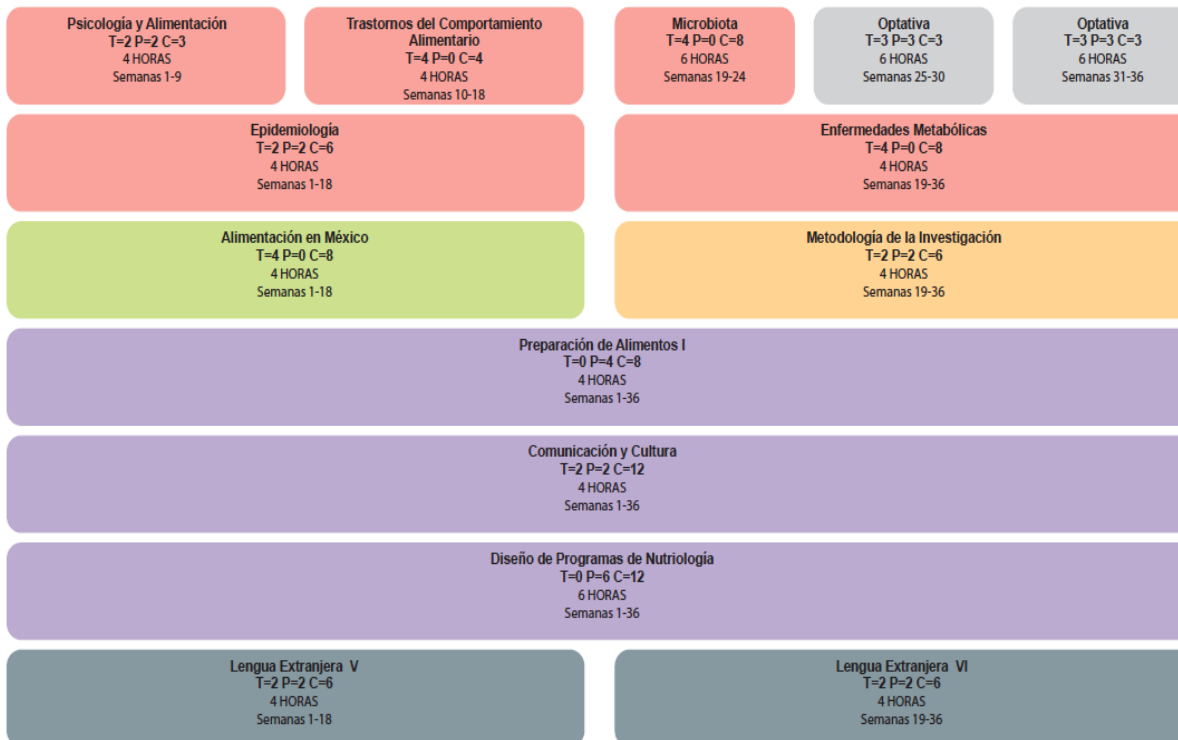 Psicología y Alimentación
T=2 P=2 C=3
4 HORAS
Semanas 1-9
Trastornos del Comportamiento
Alimentario
T=4 P=0 C=4
4 HORAS
Semanas 10-18
Microbiota
T=4 P=0 C=8
6 HORAS
Semanas 19-24
Optativa
T=3 P=3 C=3
6 HORAS
Semanas 25-30
Optativa
T=3 P=3 C=3
6 HORAS
Semanas 31-36
Epidemiología
T=2 P=2 C=6
4 HORAS
Semanas 1-18
Enfermedades Metabólicas
T=4 P=0 C=8
4 HORAS
Semanas 19-36
Alimentación en México
T=4 P=0 C=8
4 HORAS
Semanas 1-18
Metodología de la Investigación
T=2 P=2 C=6
4 HORAS
Semanas 19-36
Preparación de Alimentos I
T=0 P=4 C=8
4 HORAS
Semanas 1-36
Comunicación y Cultura
T=2 P=2 C=12
4 HORAS
Semanas 1-36
Diseño de Programas de Nutriología
T=0 P=6 C=12
6 HORAS
Semanas 1-36
Lengua Extranjera V
T=2 P=2 C=6
4 HORAS
Semanas 1-18
Lengua Extranjera VI
T=2 P=2 C=6
4 HORAS
Semanas 19-36